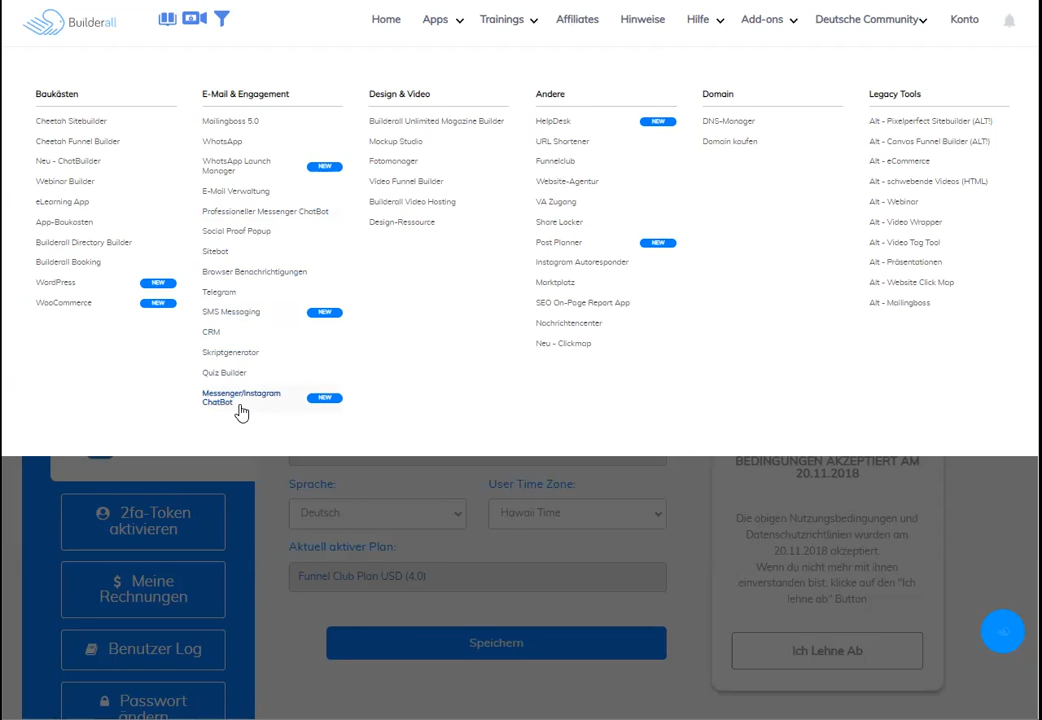 Builderall
Home Apps Trainings Affiliates Hinweise Hilfe Add-ons Deutsche Community Konto
Baukästen
Cheetah Sitebuilder
Cheetah Funnel Builder
Neu - ChatBuilder
Webinar Builder
eLearning App
App-Baukasten
Builderall Directory Builder
Builderall Booking
WordPress NEW
WooCommerce NEW
E-Mail & Engagement
Mailingboss 5.0
WhatsApp
WhatsApp Launch
Manager NEW
E-Mail Verwaltung
Professioneller Messenger ChatBot
Social Proof Popup
Sitebot
Browser Benachrichtigungen
Telegram
SMS Messaging NEW
CRM
Skriptgenerator
Quiz Builder
Messenger/Instagram
ChatBot NEW
Design & Video
Builderall Unlimited Magazine Builder
Mockup Studio
Fotomanager
Video Funnel Builder
Builderall Video Hosting
Design-Ressource
Andere
HelpDesk NEW
URL Shortener
Funnelclub
Website-Agentur
VA Zugang
Share Locker
Post Planner NEW
Instagram Autoresponder
Marktplatz
SEO On-Page Report App
Nachrichtencenter
Neu - Clickmap
Domain
DNS-Manager
Domain kaufen
Legacy Tools
Alt - Pixelperfect Sitebuilder (ALT!)
Alt - Canvas Funnel Builder (ALT!)
Alt - eCommerce
Alt - schwebende Videos (HTML)
Alt - Webinar
Alt - Video Wrapper
Alt - Video Tag Tool
Alt - Präsentationen
Alt - Website Click Map
Alt - Mailingboss
2fa-Token
aktivieren
$ Meine
Rechnungen
Benutzer Log
Passwort
ändern
Sprache:
Deutsch
User Time Zone:
Hawaii Time
Aktuell aktiver Plan:
Funnel Club Plan USD (4.0)
Speichern
BEDINGUNGEN AKZEPTIERT AM
20.11.2018
Die obigen Nutzungsbedingungen und
Datenschutzrichtlinien wurden am
20.11.2018 akzeptiert.
Wenn du nicht mehr mit ihnen
einverstanden bist, klicke auf den "Ich
lehne ab" Button
Ich Lehne Ab